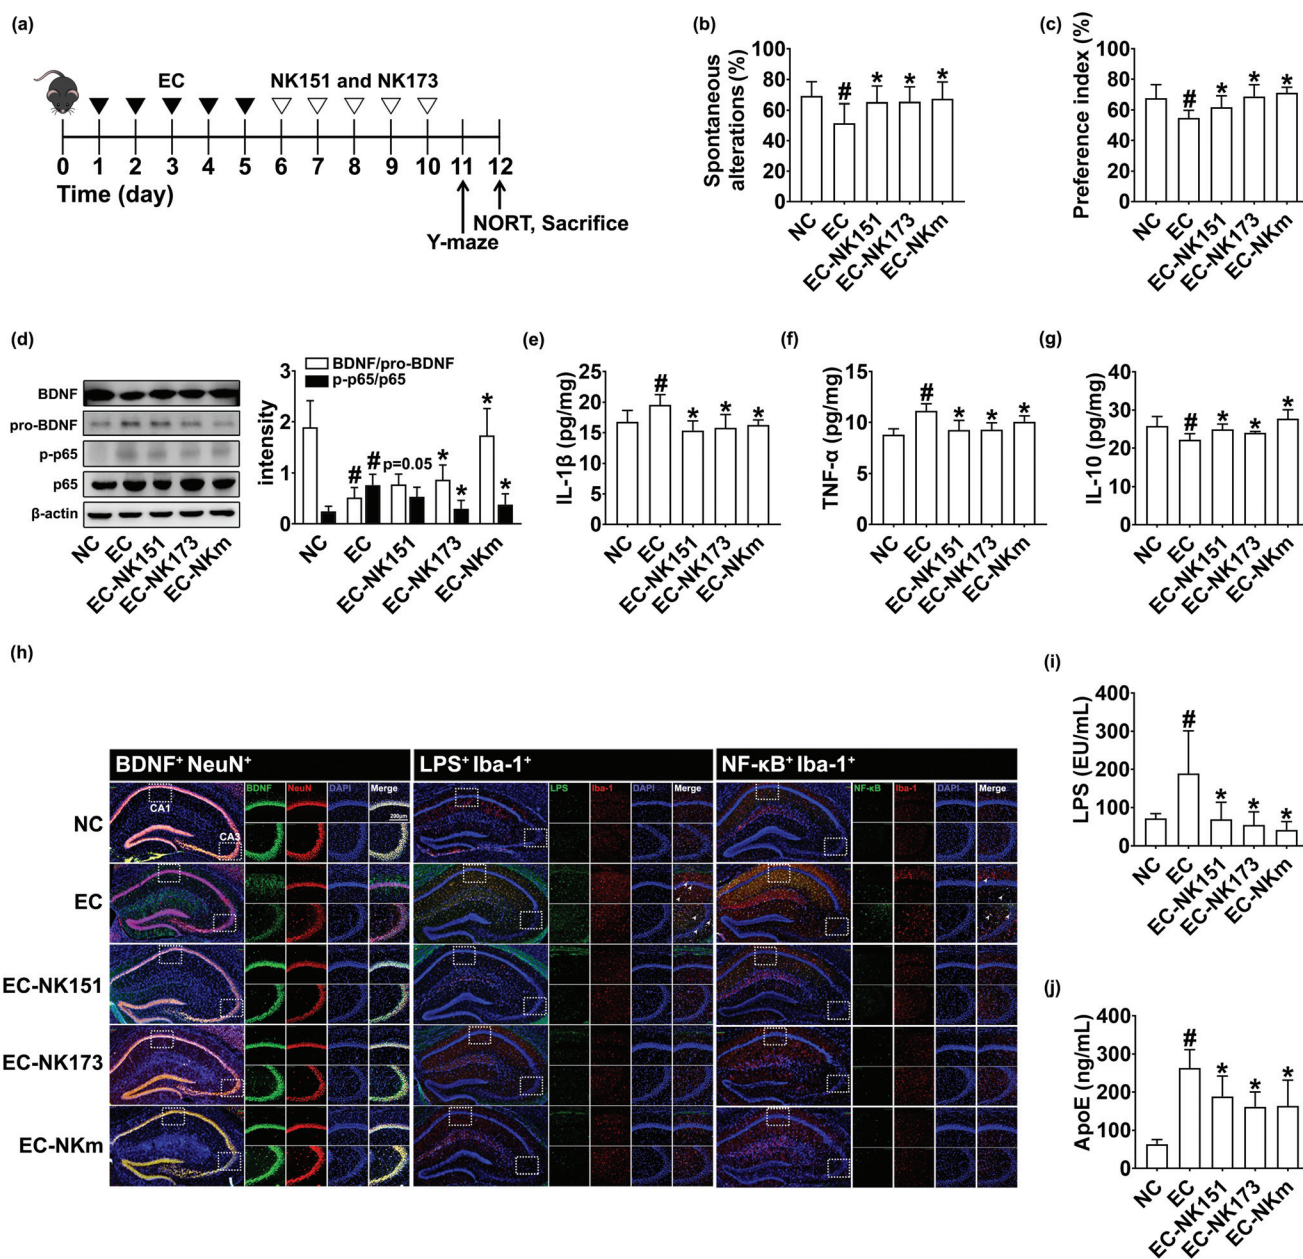 (a)
EC
NK151 and NK173
0 1 2 3 4 5 6 7 8 9 10 11 12
Time (day)
NORT, Sacrifice
Y-maze
(b)
Spontaneous
alterations (%)
100
80
60
40
20
0
#
*
*
*
NC
EC
EC-NK151
EC-NK173
EC-NKm
(c)
Preference index (%)
100
80
60
40
20
0
#
*
*
*
NC
EC
EC-NK151
EC-NK173
EC-NKm
(d)
BDNF
pro-BDNF
p-p65
p65
β-actin
NC
EC
EC-NK151
EC-NK173
EC-NKm
BDNF/pro-BDNF
p-p65/p65
intensity
3
2
1
0
#
#
p=0.05
*
*
*
*
NC
EC
EC-NK151
EC-NK173
EC-NKm
(e)
IL-1β (pg/mg)
25
20
15
10
5
0
#
*
*
*
NC
EC
EC-NK151
EC-NK173
EC-NKm
(f)
TNF-α (pg/mg)
15
10
5
0
#
*
*
*
NC
EC
EC-NK151
EC-NK173
EC-NKm
(g)
IL-10 (pg/mg)
40
30
20
10
0
#
*
*
*
NC
EC
EC-NK151
EC-NK173
EC-NKm
(h)
BDNF⁺ NeuN⁺
LPS⁺ Iba-1⁺
NF-κB⁺ Iba-1⁺
BDNF NeuN DAPI Merge
LPS Iba-1 DAPI Merge
NF-κB Iba-1 DAPI Merge
CA1
CA3
200μm
NC
EC
EC-NK151
EC-NK173
EC-NKm
(i)
LPS (EU/mL)
400
300
200
100
0
#
*
*
*
NC
EC
EC-NK151
EC-NK173
EC-NKm
(j)
ApoE (ng/mL)
400
300
200
100
0
#
*
*
*
NC
EC
EC-NK151
EC-NK173
EC-NKm